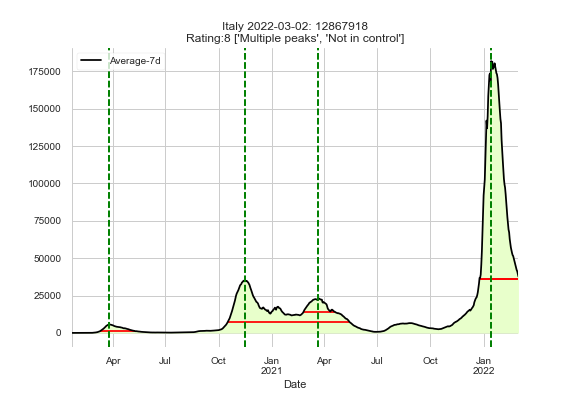 Italy 2022-03-02: 12867918
Rating:8 ['Multiple peaks', 'Not in control']
Average-7d
175000
150000
125000
100000
75000
50000
25000
0
Apr Jul Oct Jan Apr Jul Oct Jan
2021 2022
Date